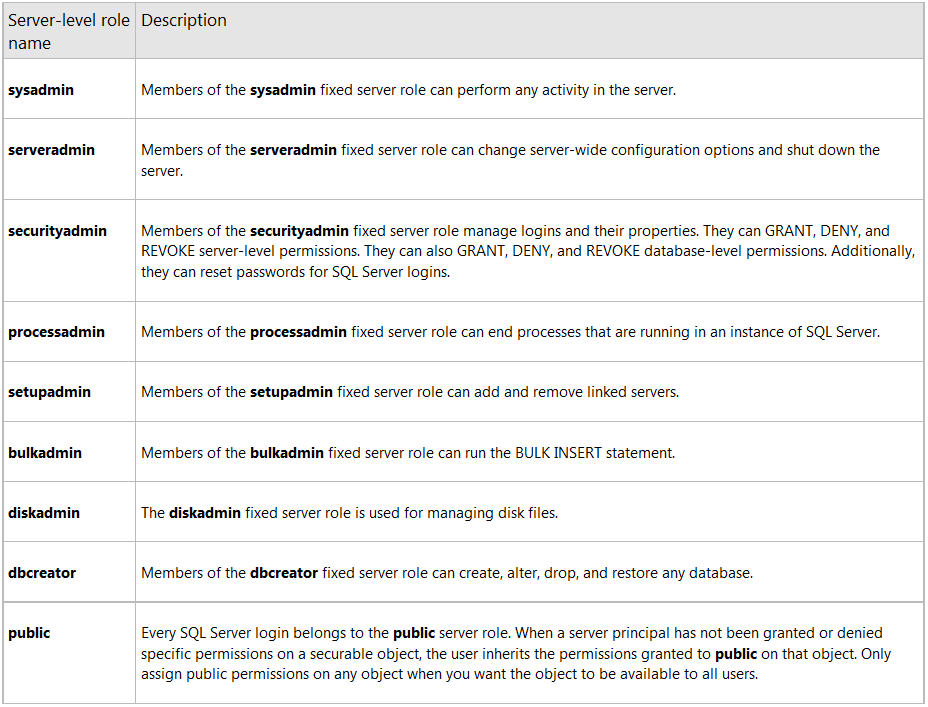 Server-level role name
Description
sysadmin
Members of the sysadmin fixed server role can perform any activity in the server.
serveradmin
Members of the serveradmin fixed server role can change server-wide configuration options and shut down the
server.
securityadmin
Members of the securityadmin fixed server role manage logins and their properties. They can GRANT, DENY, and
REVOKE server-level permissions. They can also GRANT, DENY, and REVOKE database-level permissions. Additionally,
they can reset passwords for SQL Server logins.
processadmin
Members of the processadmin fixed server role can end processes that are running in an instance of SQL Server.
setupadmin
Members of the setupadmin fixed server role can add and remove linked servers.
bulkadmin
Members of the bulkadmin fixed server role can run the BULK INSERT statement.
diskadmin
The diskadmin fixed server role is used for managing disk files.
dbcreator
Members of the dbcreator fixed server role can create, alter, drop, and restore any database.
public
Every SQL Server login belongs to the public server role. When a server principal has not been granted or denied
specific permissions on a securable object, the user inherits the permissions granted to public on that object. Only
assign public permissions on any object when you want the object to be available to all users.